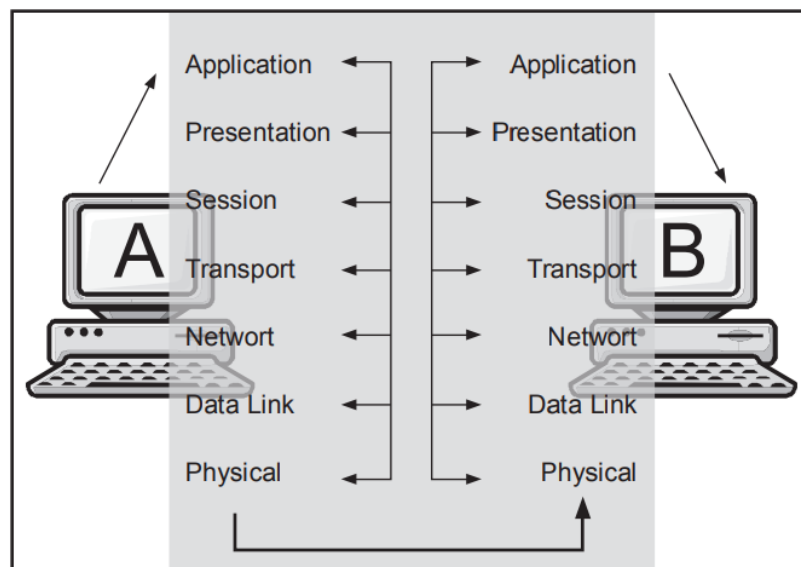 Application Application
Presentation Presentation
Session Session
A B
Transport Transport
Networt Networt
Data Link Data Link
Physical Physical